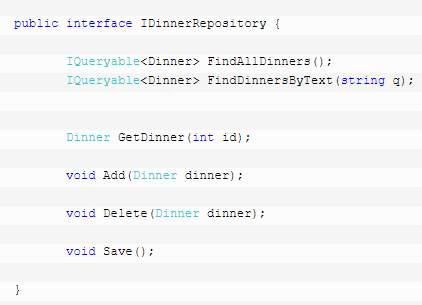 public interface IDinnerRepository {
IQueryable<Dinner> FindAllDinners();
IQueryable<Dinner> FindDinnersByText(string q);
Dinner GetDinner(int id);
void Add(Dinner dinner);
void Delete(Dinner dinner);
void Save();
}